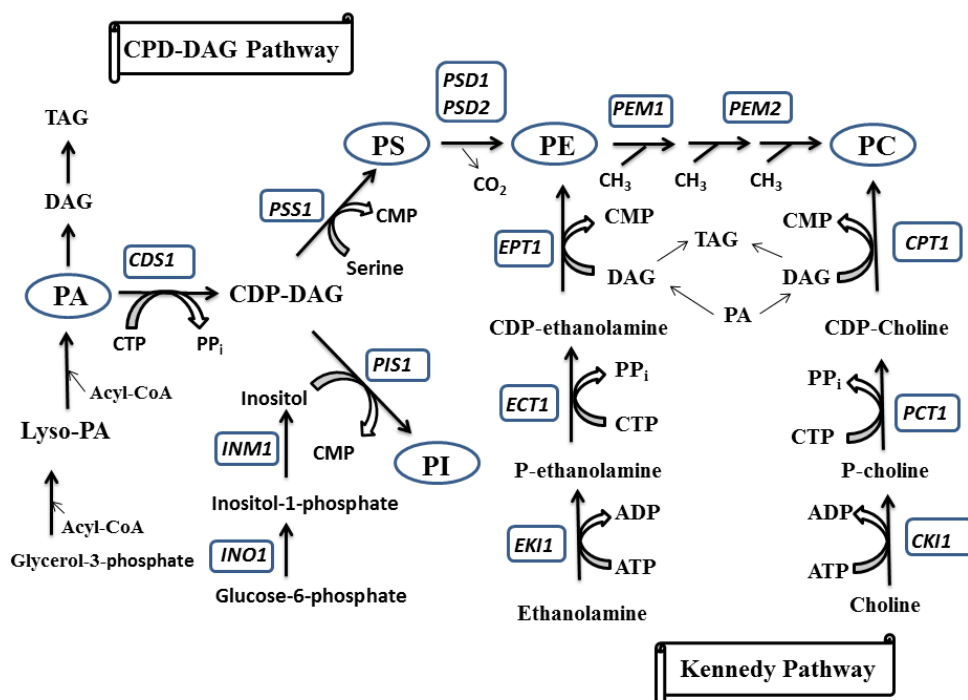 CPD-DAG Pathway
TAG
DAG
PA
Acyl-CoA
Lyso-PA
Acyl-CoA
Glycerol-3-phosphate
CDS1
CTP
PPi
CDP-DAG
PSS1
CMP
Serine
PS
PSD1
PSD2
CO2
PE
PEM1
CH3
CH3
PEM2
CH3
PC
PIS1
Inositol
CMP
PI
INM1
Inositol-1-phosphate
INO1
Glucose-6-phosphate
EPT1
CMP
DAG
TAG
PA
CDP-ethanolamine
ECT1
PPi
CTP
P-ethanolamine
EKI1
ADP
ATP
Ethanolamine
CMP
DAG
CPT1
CDP-Choline
PPi
CTP
PCT1
P-choline
ADP
ATP
CKI1
Choline
Kennedy Pathway